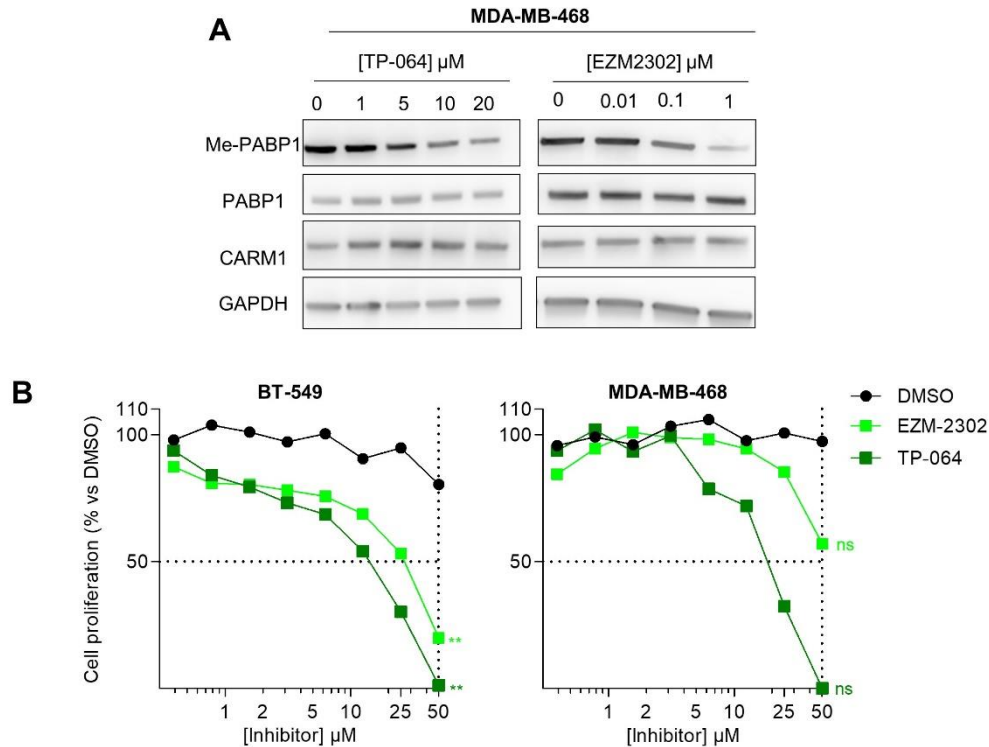 A
MDA-MB-468
[TP-064] µM
[EZM2302] µM
0 1 5 10 20
0 0.01 0.1 1
Me-PABP1
PABP1
CARM1
GAPDH
B
BT-549
MDA-MB-468
DMSO
EZM-2302
TP-064
Cell proliferation (% vs DMSO)
110
100
50
**
**
1 2 5 10 25 50
[Inhibitor] µM
110
100
50
ns
ns
1 2 5 10 25 50
[Inhibitor] µM